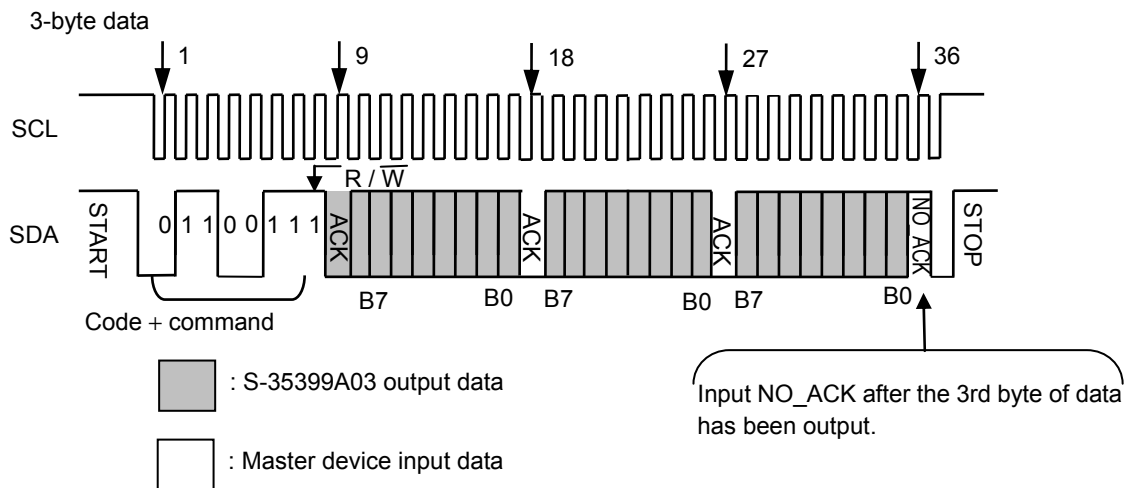 3-byte data
1 9 18 27 36
SCL
R / W
SDA
START 0 1 1 0 0 1 1 1 ACK ACK ACK NO_ACK STOP
B7 B0 B7 B0 B7 B0
Code + command
: S-35399A03 output data
Input NO_ACK after the 3rd byte of data
has been output.
: Master device input data